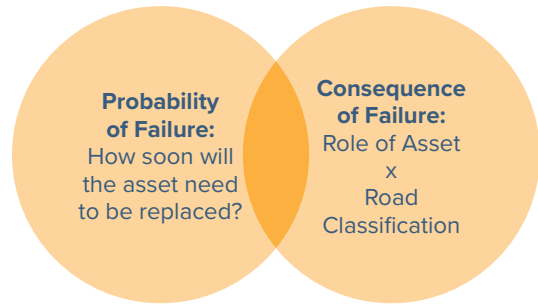 Probability
of Failure:
How soon will
the asset need
to be replaced?
Consequence
of Failure:
Role of Asset
x
Road
Classification